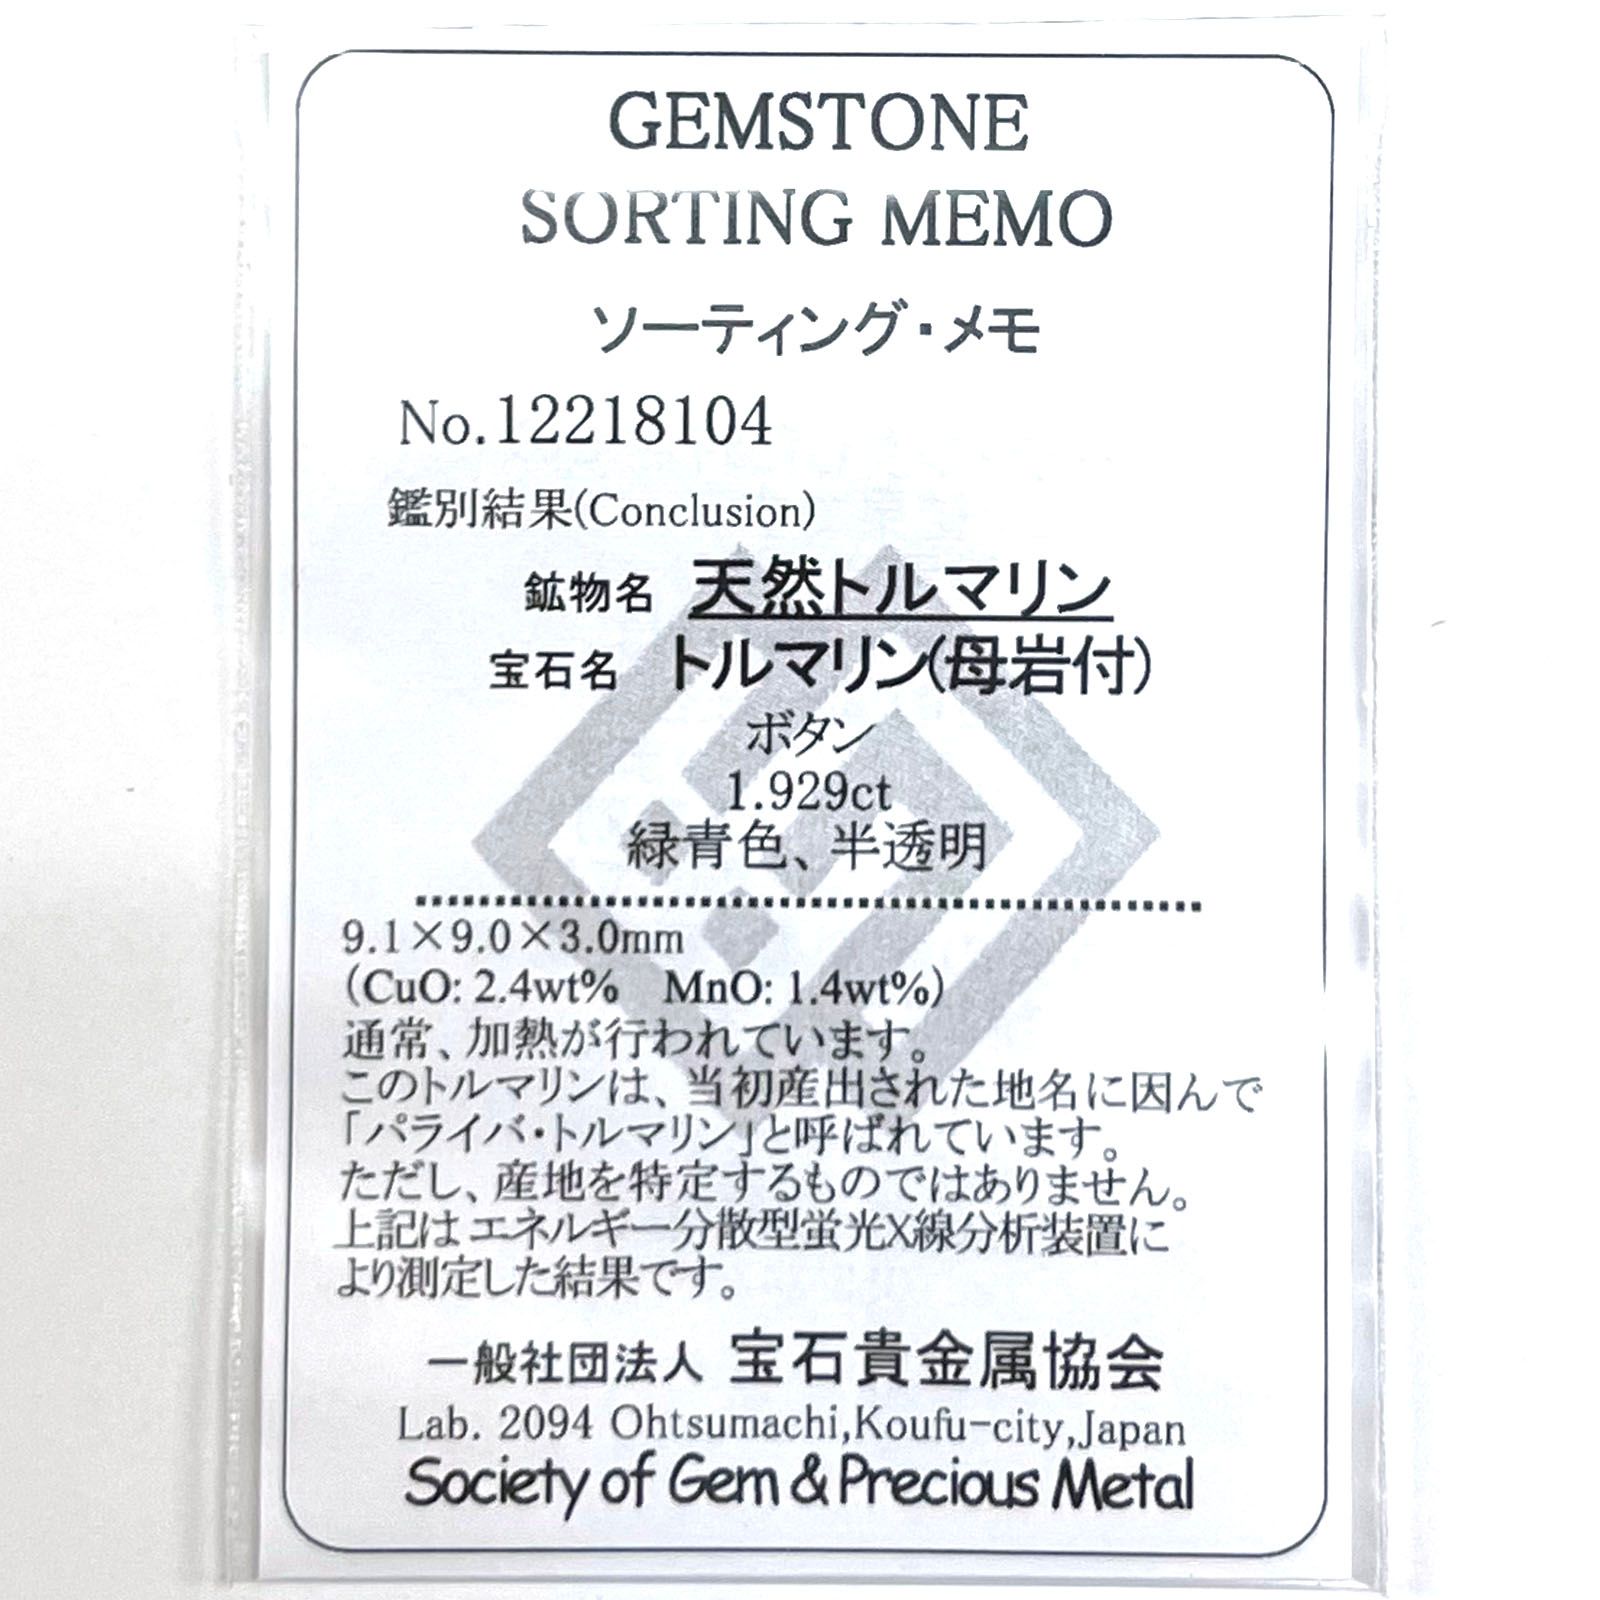 GEMSTONE
SORTING MEMO
ソーティング・メモ
No.12218104
鑑別結果(Conclusion)
鉱物名 天然トルマリン
宝石名 トルマリン(母岩付)
ボタン
1.929ct
緑青色、半透明
9.1×9.0×3.0mm
(CuO: 2.4wt% MnO: 1.4wt%)
通常、加熱が行われています。
このトルマリンは、当初産出された地名に因んで
「パライバ・トルマリン」と呼ばれています。
ただし、産地を特定するものではありません。
上記はエネルギー分散型蛍光X線分析装置に
より測定した結果です。
一般社団法人 宝石貴金属協会
Lab. 2094 Ohtsumachi,Koufu-city,Japan
Society of Gem & Precious Metal